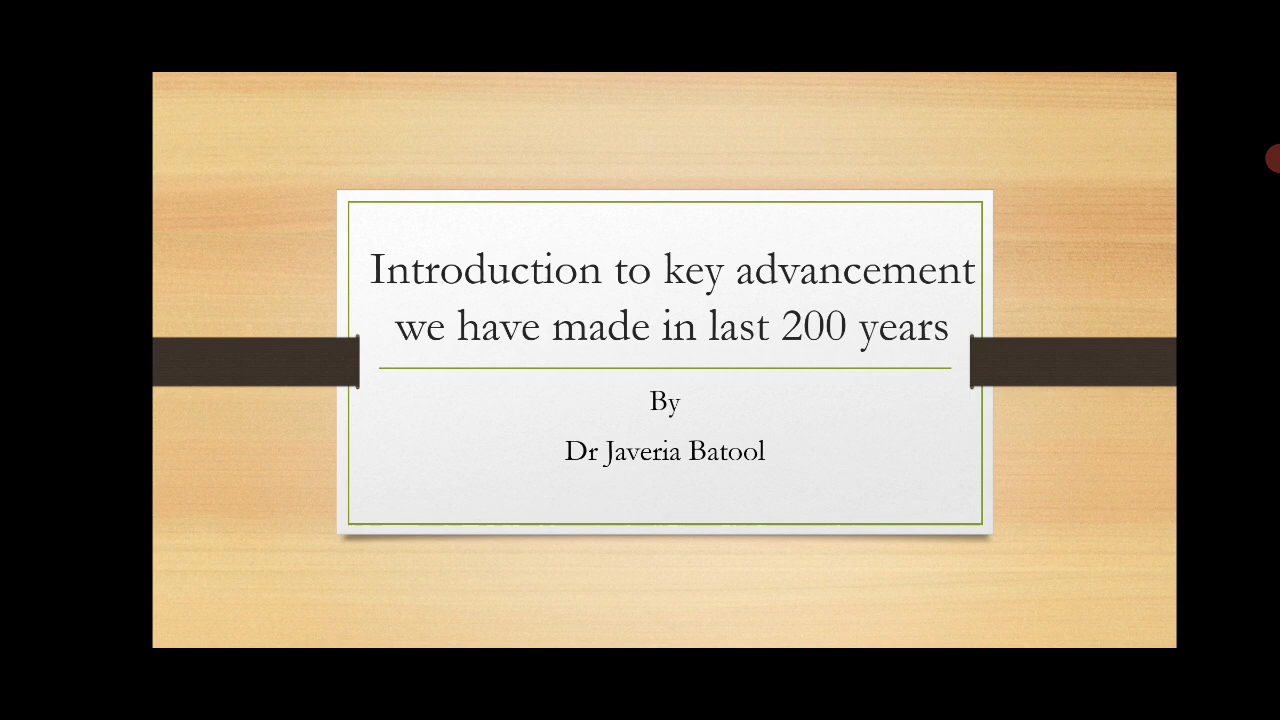 Introduction to key advancement
we have made in last 200 years
By
Dr Javeria Batool